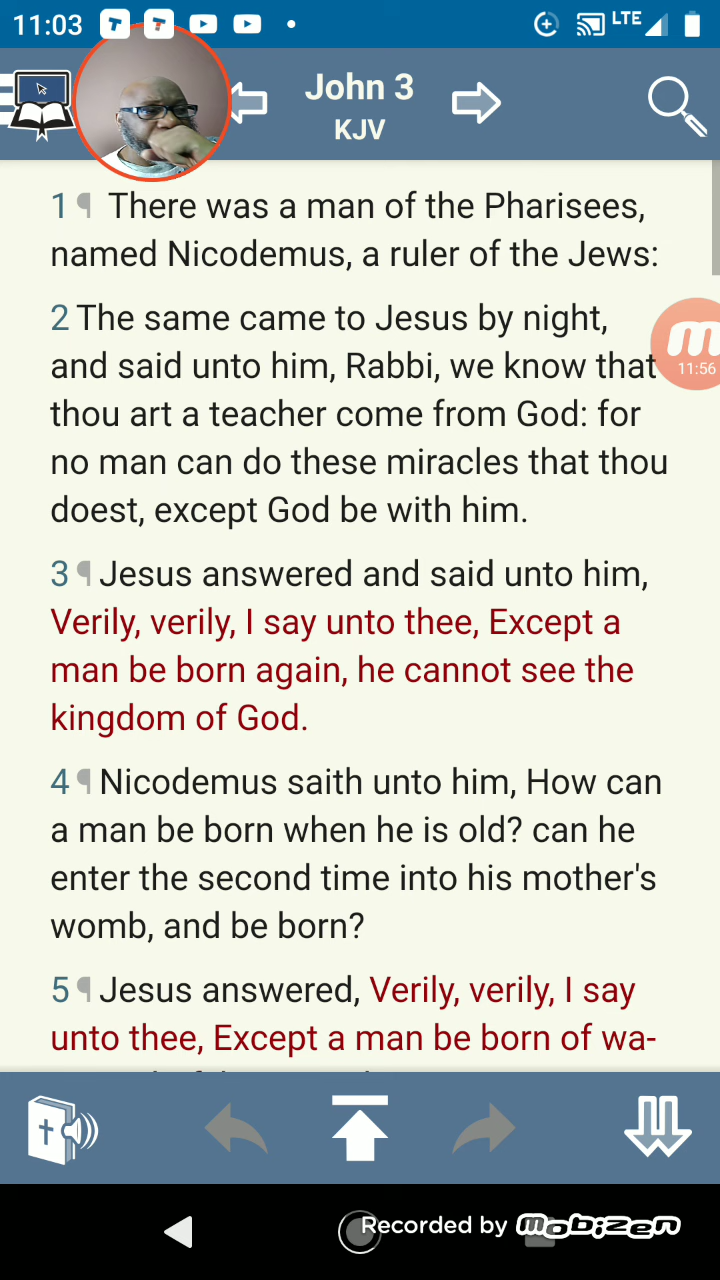 11:03 LTE
John 3
KJV
1 ¶ There was a man of the Pharisees,
named Nicodemus, a ruler of the Jews:
2 The same came to Jesus by night,
and said unto him, Rabbi, we know that
11:56
thou art a teacher come from God: for
no man can do these miracles that thou
doest, except God be with him.
3 ¶ Jesus answered and said unto him,
Verily, verily, I say unto thee, Except a
man be born again, he cannot see the
kingdom of God.
4 ¶ Nicodemus saith unto him, How can
a man be born when he is old? can he
enter the second time into his mother's
womb, and be born?
5 ¶ Jesus answered, Verily, verily, I say
unto thee, Except a man be born of wa-
Recorded by mobizen